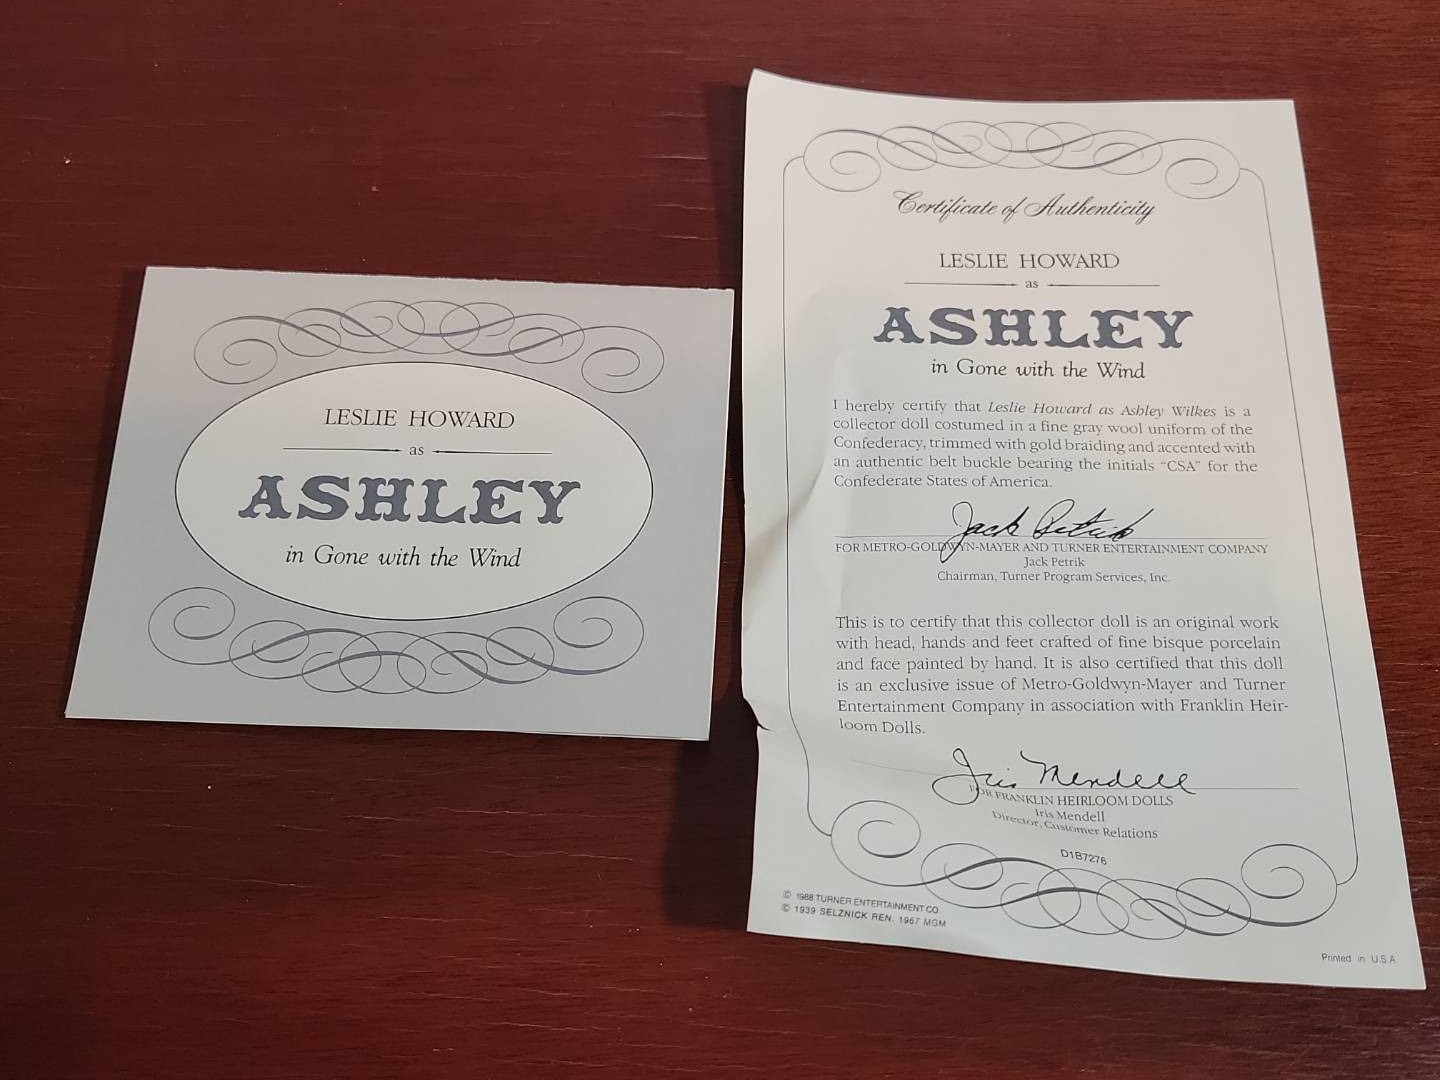 LESLIE HOWARD
as
ASHLEY
in Gone with the Wind
Certificate of Authenticity
LESLIE HOWARD
as
ASHLEY
in Gone with the Wind
I hereby certify that Leslie Howard as Ashley Wilkes is a
collector doll costumed in a fine gray wool uniform of the
Confederacy, trimmed with gold braiding and accented with
an authentic belt buckle bearing the initials "CSA" for the
Confederate States of America.
Jack Petrik
FOR METRO-GOLDWYN-MAYER AND TURNER ENTERTAINMENT COMPANY
Jack Petrik
Chairman, Turner Program Services, Inc.
This is to certify that this collector doll is an original work
with head, hands and feet crafted of fine bisque porcelain
and face painted by hand. It is also certified that this doll
is an exclusive issue of Metro-Goldwyn-Mayer and Turner
Entertainment Company in association with Franklin Heir-
loom Dolls.
Iris Mendell
FOR FRANKLIN HEIRLOOM DOLLS
Iris Mendell
Director, Customer Relations
D1B7276
© 1988 TURNER ENTERTAINMENT CO.
© 1939 SELZNICK REN. 1967 MGM
Printed in U.S.A